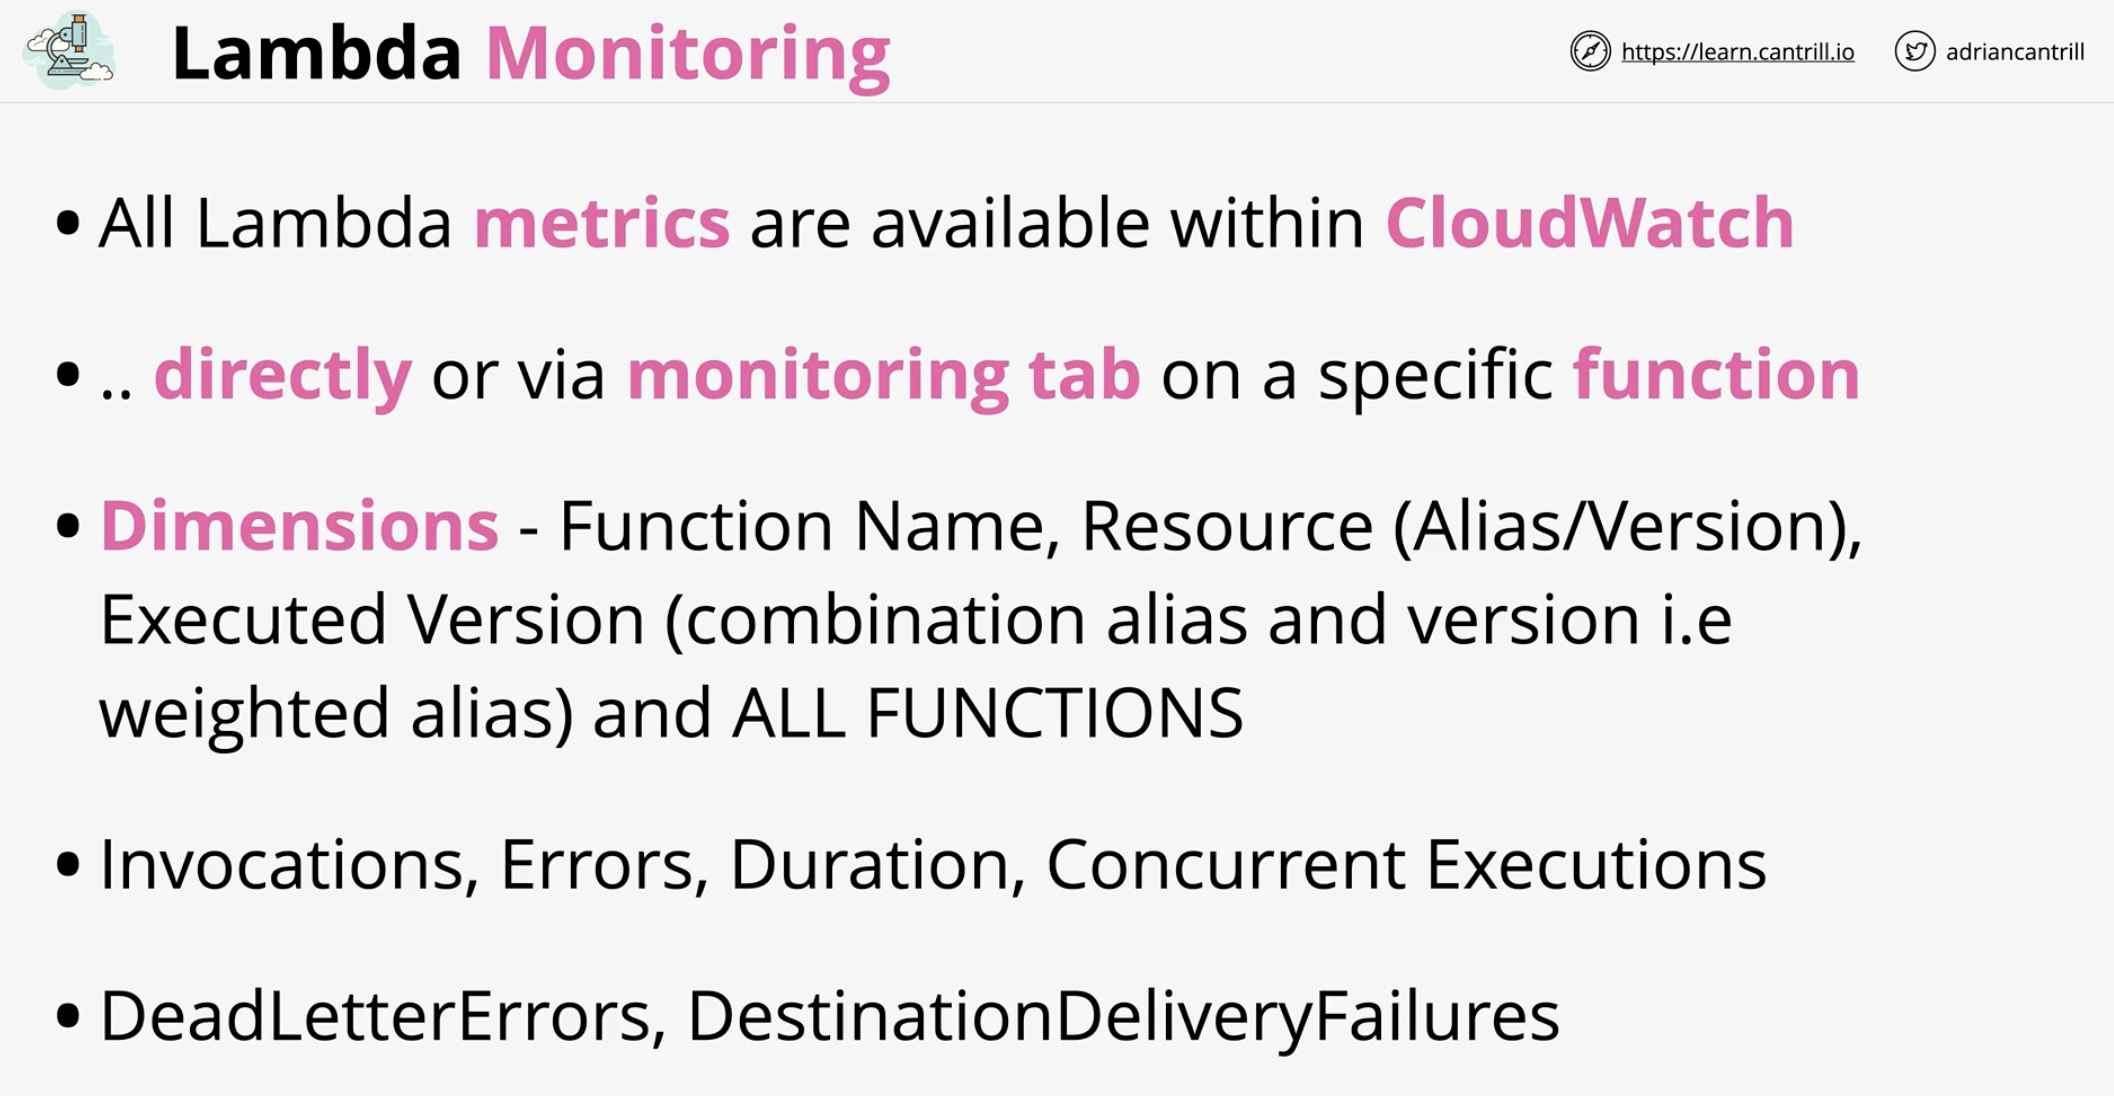 Lambda Monitoring
https://learn.cantrill.io
adriancantrill
• All Lambda metrics are available within CloudWatch
• .. directly or via monitoring tab on a specific function
• Dimensions - Function Name, Resource (Alias/Version),
Executed Version (combination alias and version i.e
weighted alias) and ALL FUNCTIONS
• Invocations, Errors, Duration, Concurrent Executions
• DeadLetterErrors, DestinationDeliveryFailures